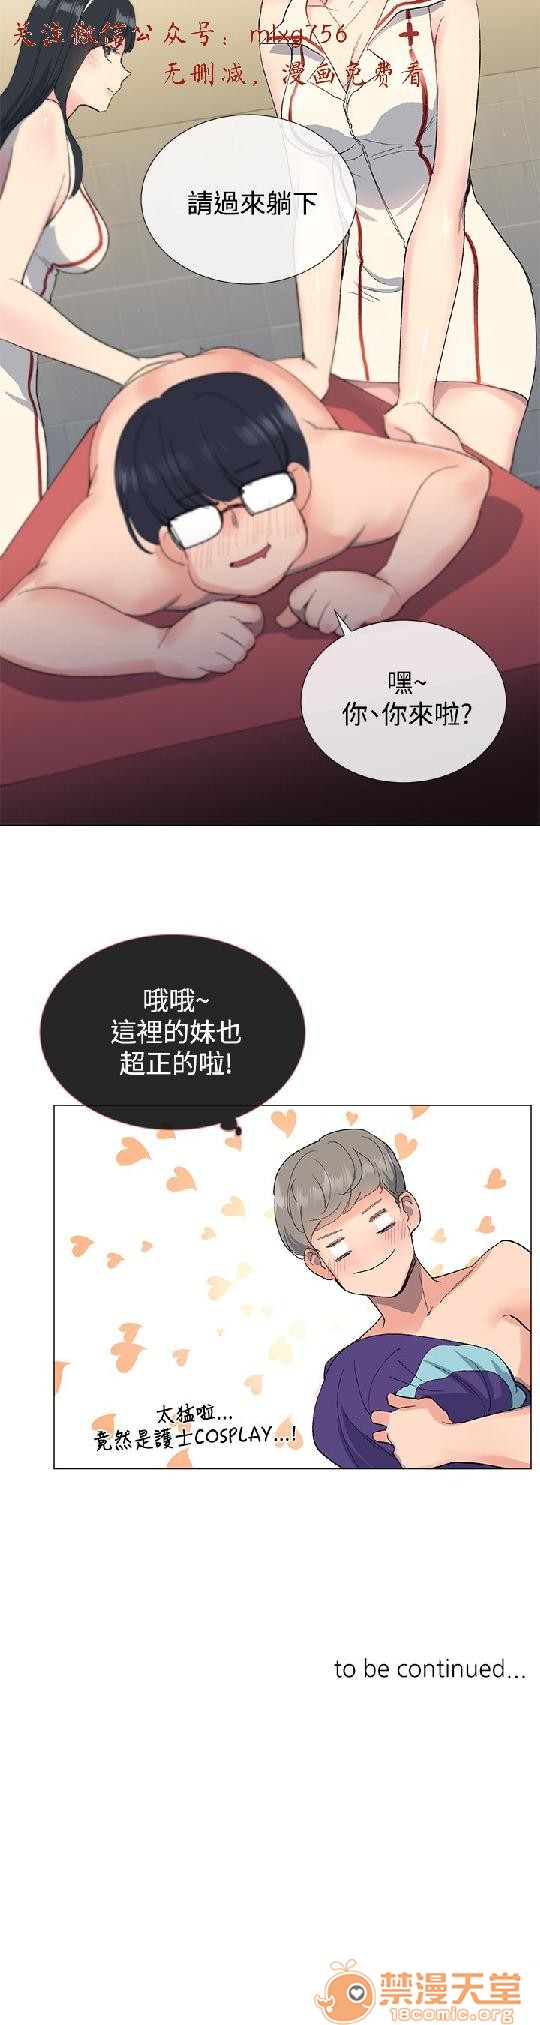 关注微信公众号：mlxg756
无删减，漫画免费看
請過來躺下
嘿~
你、你來啦?
哦哦~
這裡的妹也
超正的啦!
太猛啦...
竟然是護士COSPLAY...!
to be continued...
禁漫天堂
18comic.org